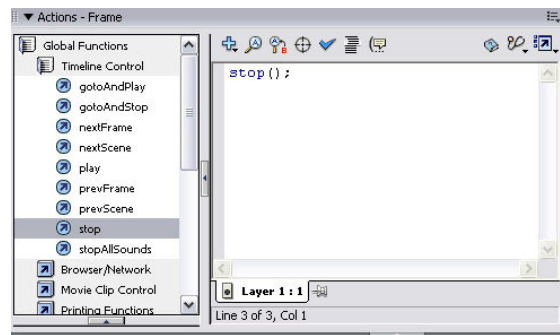 Actions - Frame
Global Functions
Timeline Control
gotoAndPlay
gotoAndStop
nextFrame
nextScene
play
prevFrame
prevScene
stop
stopAllSounds
Browser/Network
Movie Clip Control
Printing Functions
stop();
Layer 1 : 1
Line 3 of 3, Col 1